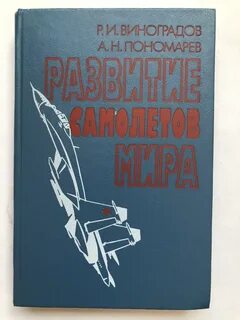 Р. И. ВИНОГРАДОВ
А. Н. ПОНОМАРЕВ
РАЗВИТИЕ
САМОЛЕТОВ
МИРА